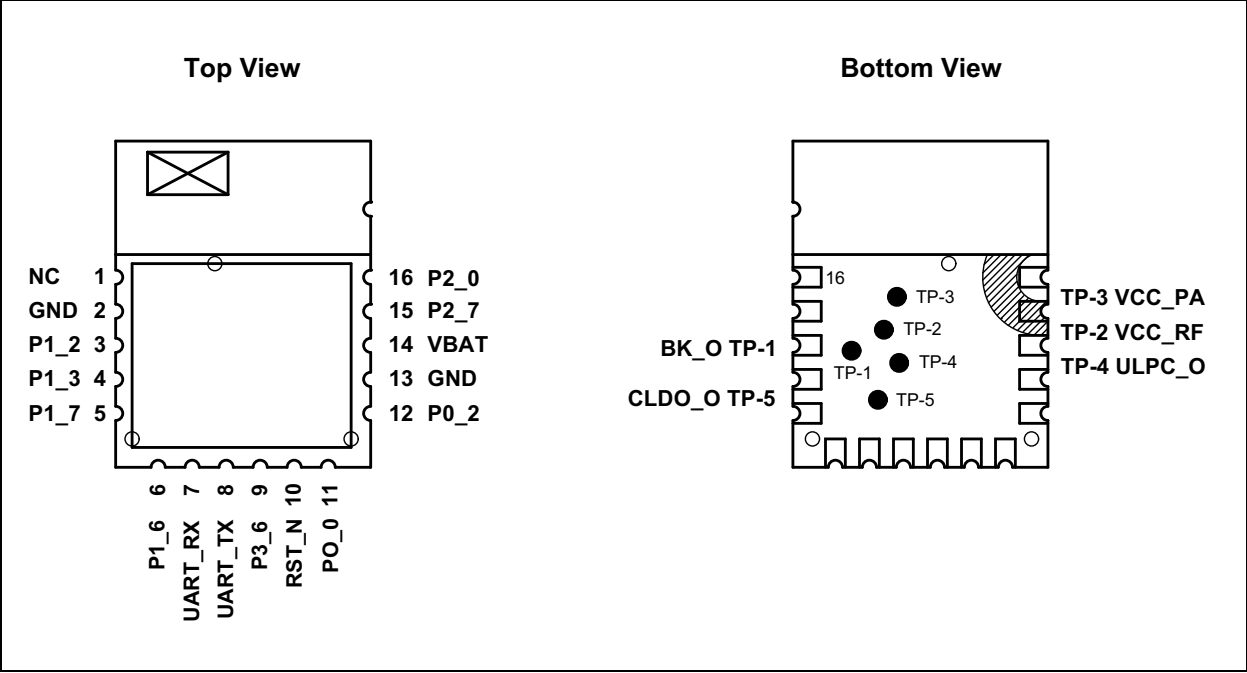 Top View
Bottom View
NC 1
GND 2
P1_2 3
P1_3 4
P1_7 5
16 P2_0
15 P2_7
14 VBAT
13 GND
12 P0_2
P1_6 6
UART_RX 7
UART_TX 8
P3_6 9
RST_N 10
PO_0 11
16
TP-3
TP-2
TP-1
TP-4
TP-5
BK_O TP-1
CLDO_O TP-5
TP-3 VCC_PA
TP-2 VCC_RF
TP-4 ULPC_O